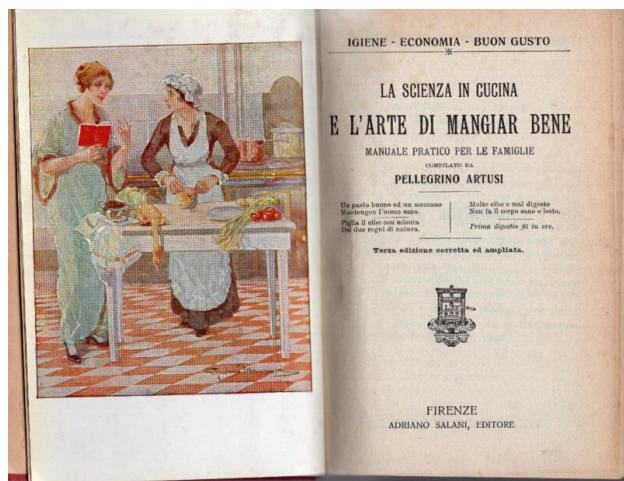 IGIENE - ECONOMIA - BUON GUSTO
LA SCIENZA IN CUCINA
E L'ARTE DI MANGIAR BENE
MANUALE PRATICO PER LE FAMIGLIE
COMPILATO DA
PELLEGRINO ARTUSI
Un pasto buono ed un mezzano
Mantengon l'uomo sano.
Piglia il cibo con misura
Dai due regni di natura.
Molto cibo e mal digesto
Non fa il corpo sano e lesto.
Prima digestio fit in ore.
Terza edizione corretta ed ampliata.
FIRENZE
ADRIANO SALANI, EDITORE